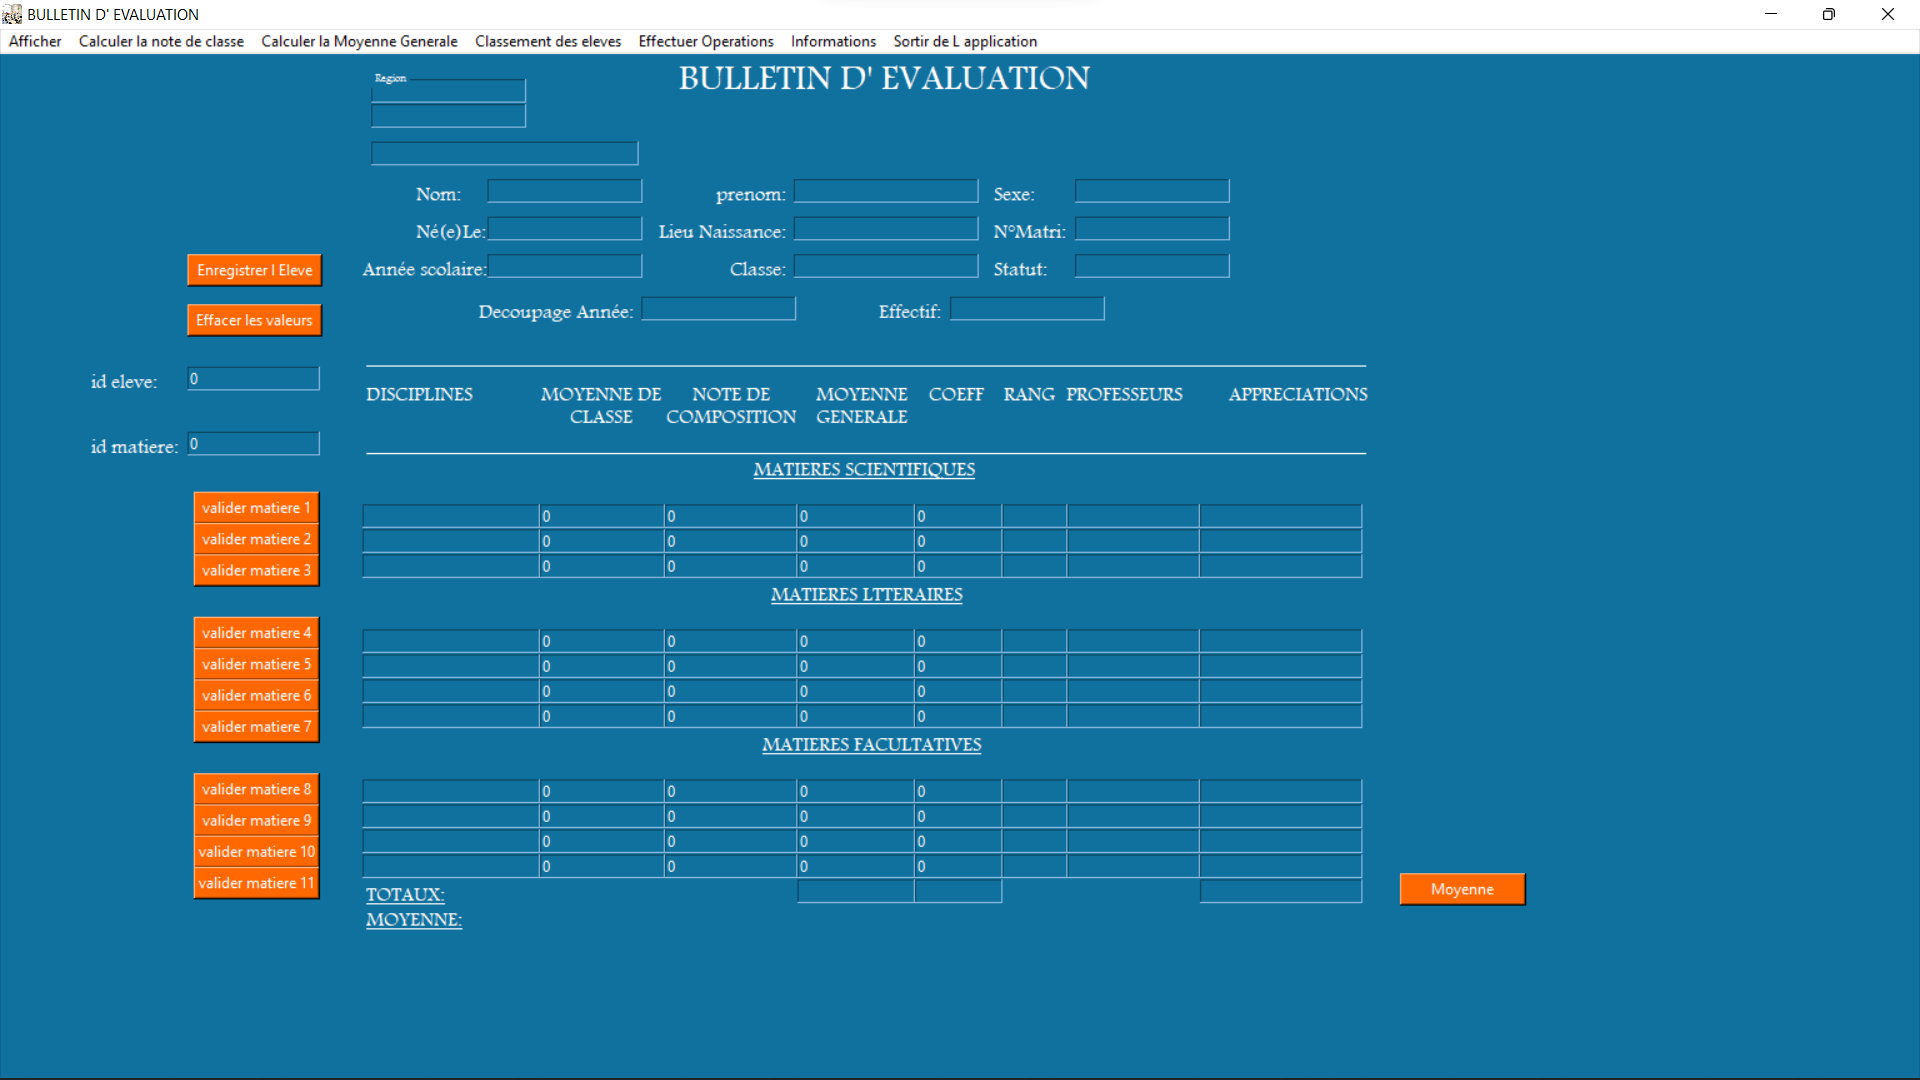 BULLETIN D' EVALUATION
Afficher Calculer la note de classe Calculer la Moyenne Generale Classement des eleves Effectuer Operations Informations Sortir de L application
Region
BULLETIN D' EVALUATION
Nom: prenom: Sexe:
Né(e)Le: Lieu Naissance: N°Matri:
Enregistrer l Eleve Année scolaire: Classe: Statut:
Effacer les valeurs Decoupage Année: Effectif:
id eleve: 0
DISCIPLINES MOYENNE DE NOTE DE MOYENNE COEFF RANG PROFESSEURS APPRECIATIONS
CLASSE COMPOSITION GENERALE
id matiere: 0
MATIERES SCIENTIFIQUES
valider matiere 1 0 0 0 0
valider matiere 2 0 0 0 0
valider matiere 3 0 0 0 0
MATIERES LTTERAIRES
valider matiere 4 0 0 0 0
valider matiere 5 0 0 0 0
valider matiere 6 0 0 0 0
valider matiere 7 0 0 0 0
MATIERES FACULTATIVES
valider matiere 8 0 0 0 0
valider matiere 9 0 0 0 0
valider matiere 10 0 0 0 0
valider matiere 11 0 0 0 0
TOTAUX: Moyenne
MOYENNE: